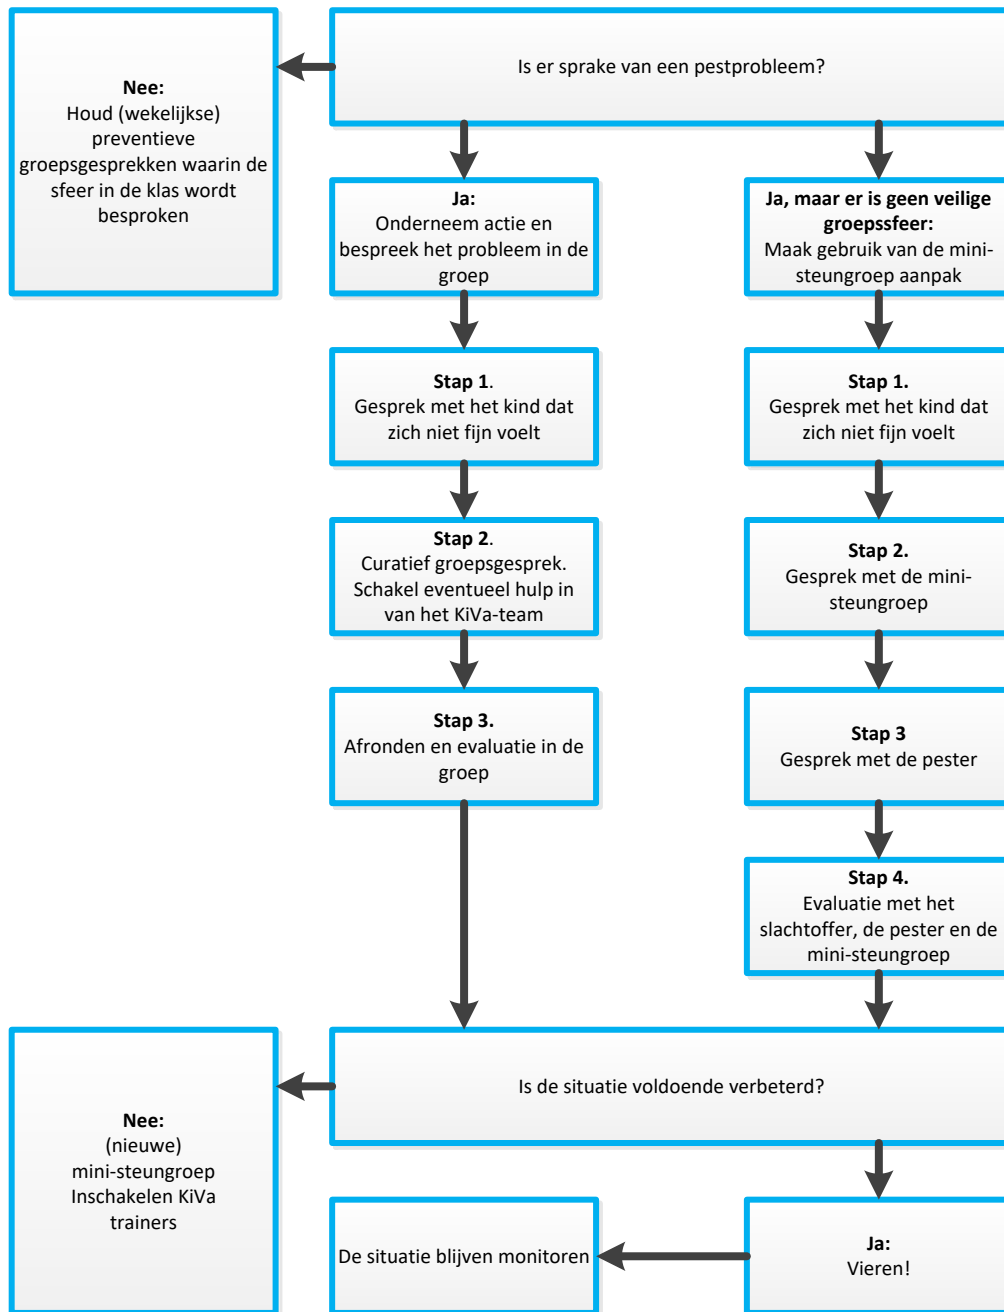 Is er sprake van een pestprobleem?
Nee:
Houd (wekelijkse)
preventieve
groepsgesprekken waarin de
sfeer in de klas wordt
besproken
Ja:
Onderneem actie en
bespreek het probleem in de
groep
Ja, maar er is geen veilige
groepssfeer:
Maak gebruik van de mini-
steungroep aanpak
Stap 1.
Gesprek met het kind dat
zich niet fijn voelt
Stap 1.
Gesprek met het kind dat
zich niet fijn voelt
Stap 2.
Curatief groepsgesprek.
Schakel eventueel hulp in
van het KiVa-team
Stap 2.
Gesprek met de mini-
steungroep
Stap 3.
Afronden en evaluatie in de
groep
Stap 3
Gesprek met de pester
Stap 4.
Evaluatie met het
slachtoffer, de pester en de
mini-steungroep
Is de situatie voldoende verbeterd?
Nee:
(nieuwe)
mini-steungroep
Inschakelen KiVa
trainers
De situatie blijven monitoren
Ja:
Vieren!